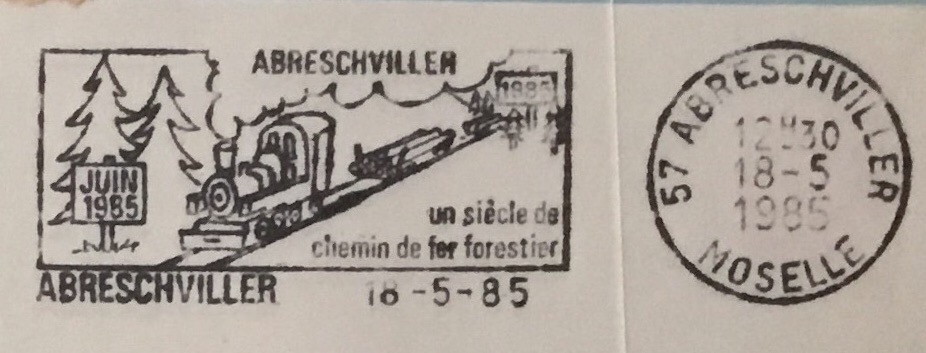 ABRESCHVILLER
JUIN
1985
un siècle de
chemin de fer forestier
ABRESCHVILLER 18-5-85
57 ABRESCHVILLER
12H30
18-5
1985
MOSELLE